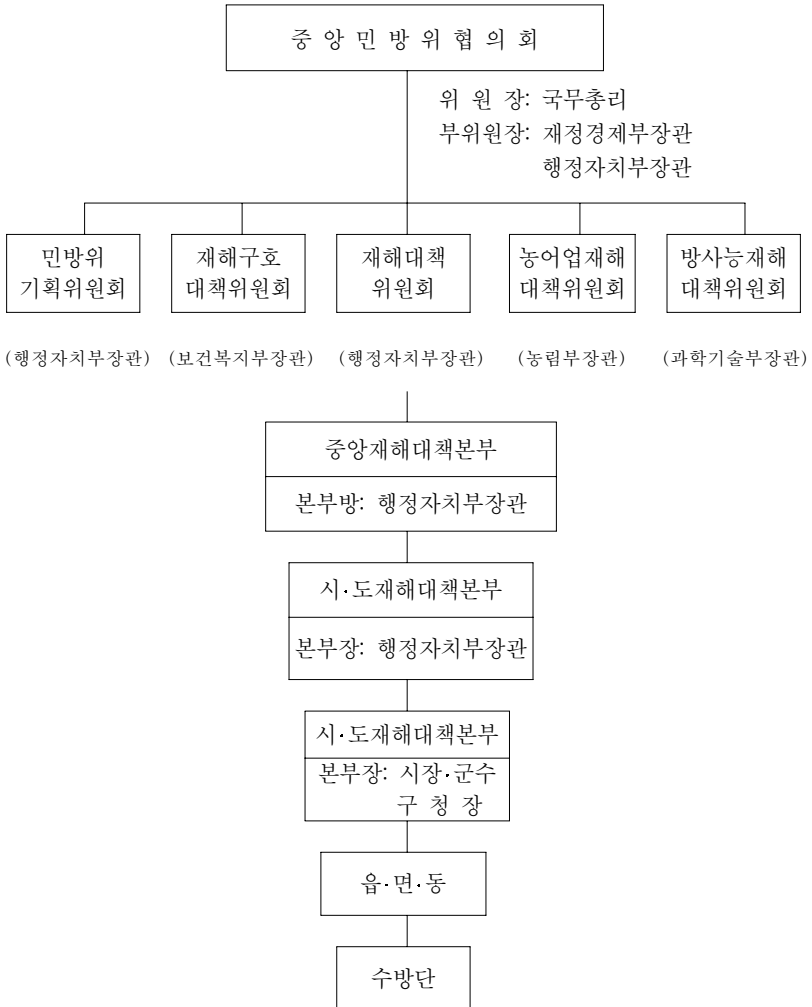 중 앙 민 방 위 협 의 회
위 원 장: 국무총리
부위원장: 재정경제부장관
행정자치부장관
민방위
기획위원회
재해구호
대책위원회
재해대책
위원회
농어업재해
대책위원회
방사능재해
대책위원회
(행정자치부장관)
(보건복지부장관)
(행정자치부장관)
(농림부장관)
(과학기술부장관)
중앙재해대책본부
본부방: 행정자치부장관
시·도재해대책본부
본부장: 행정자치부장관
시·도재해대책본부
본부장: 시장·군수
구 청 장
읍·면·동
수방단